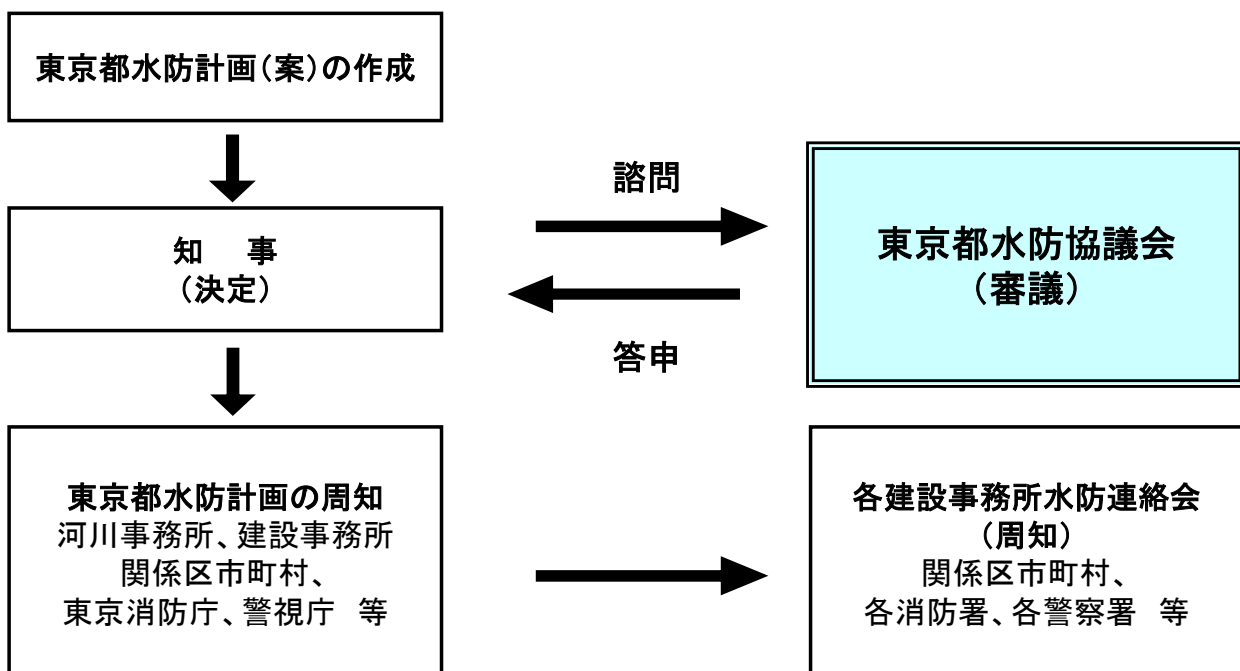 東京都水防計画(案)の作成
知　事
(決定)
諮問
答申
東京都水防協議会
(審議)
東京都水防計画の周知
河川事務所、建設事務所
関係区市町村、
東京消防庁、警視庁　等
各建設事務所水防連絡会
(周知)
関係区市町村、
各消防署、各警察署　等